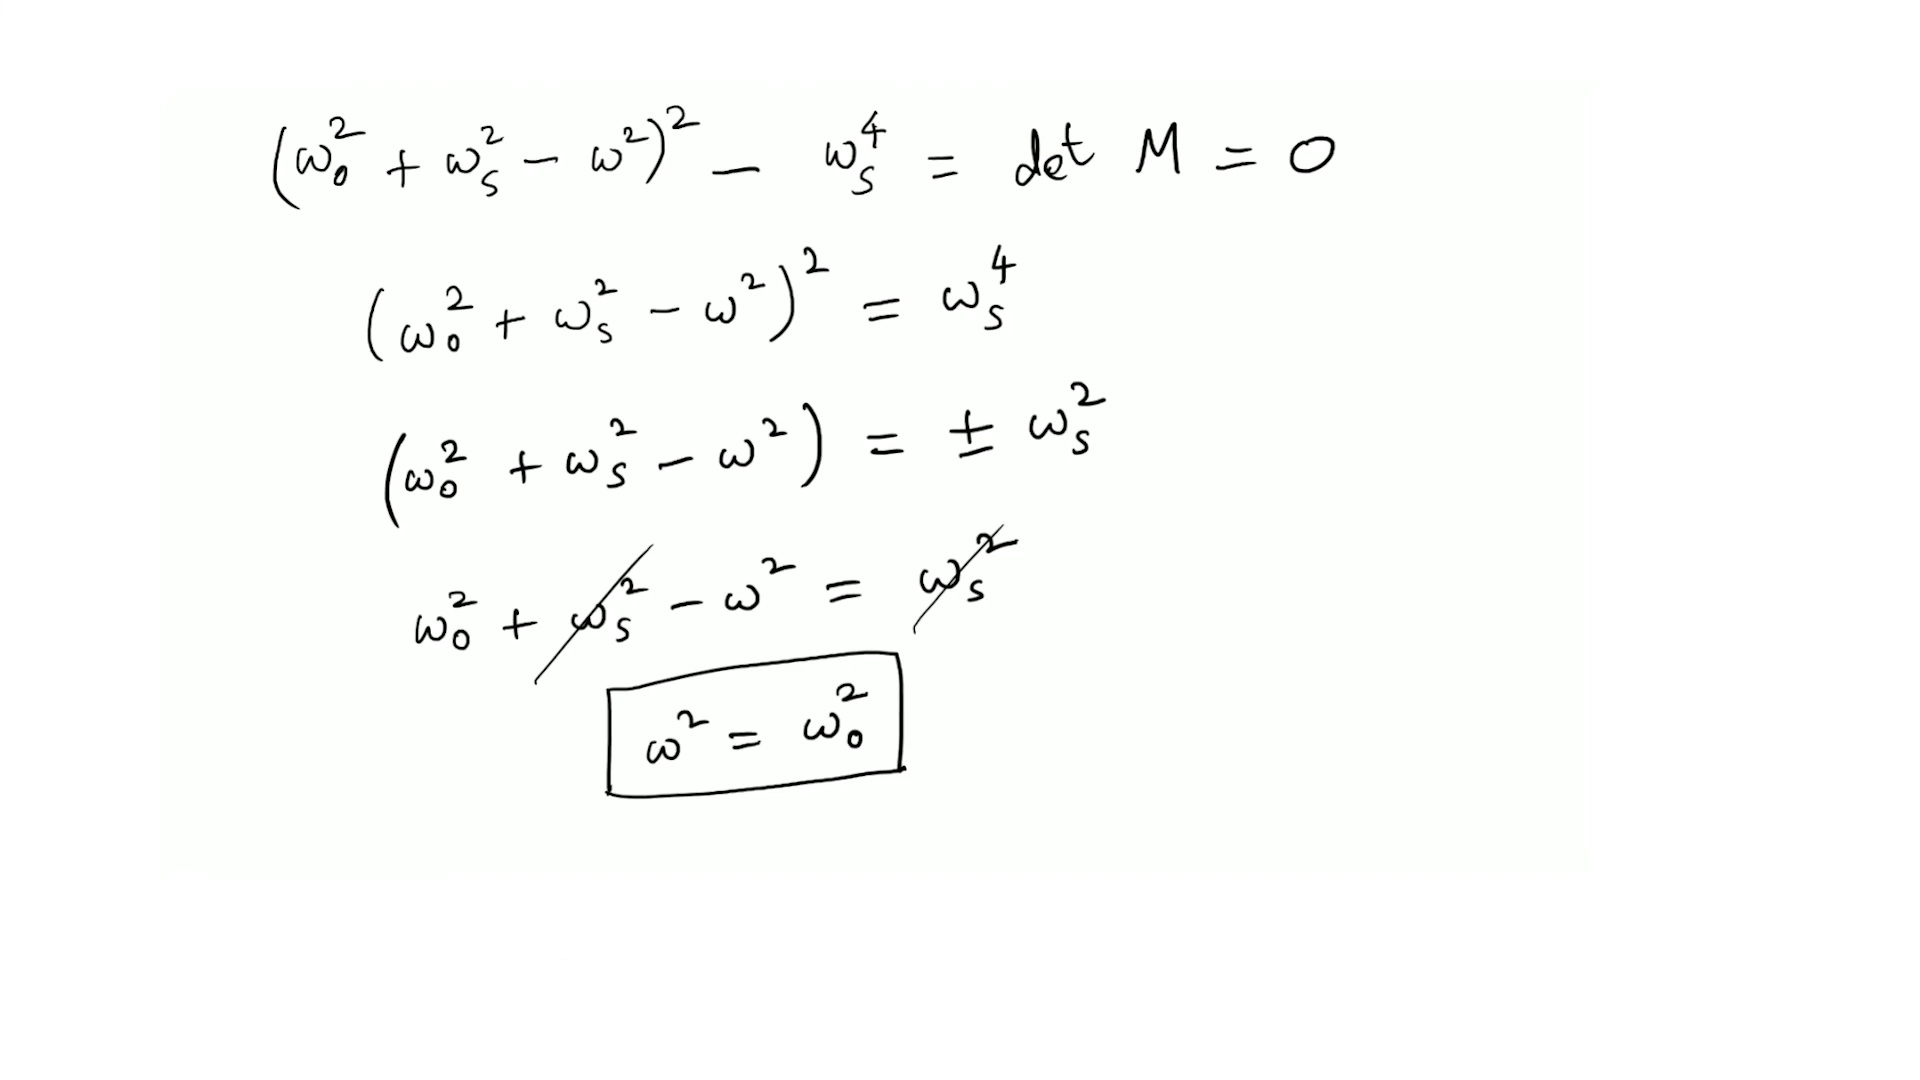 (ω₀² + ωₛ² − ω²)² − ωₛ⁴ = det M = 0
(ω₀² + ωₛ² − ω²)² = ωₛ⁴
(ω₀² + ωₛ² − ω²) = ± ωₛ²
ω₀² + ωₛ² − ω² = ωₛ²
ω² = ω₀²